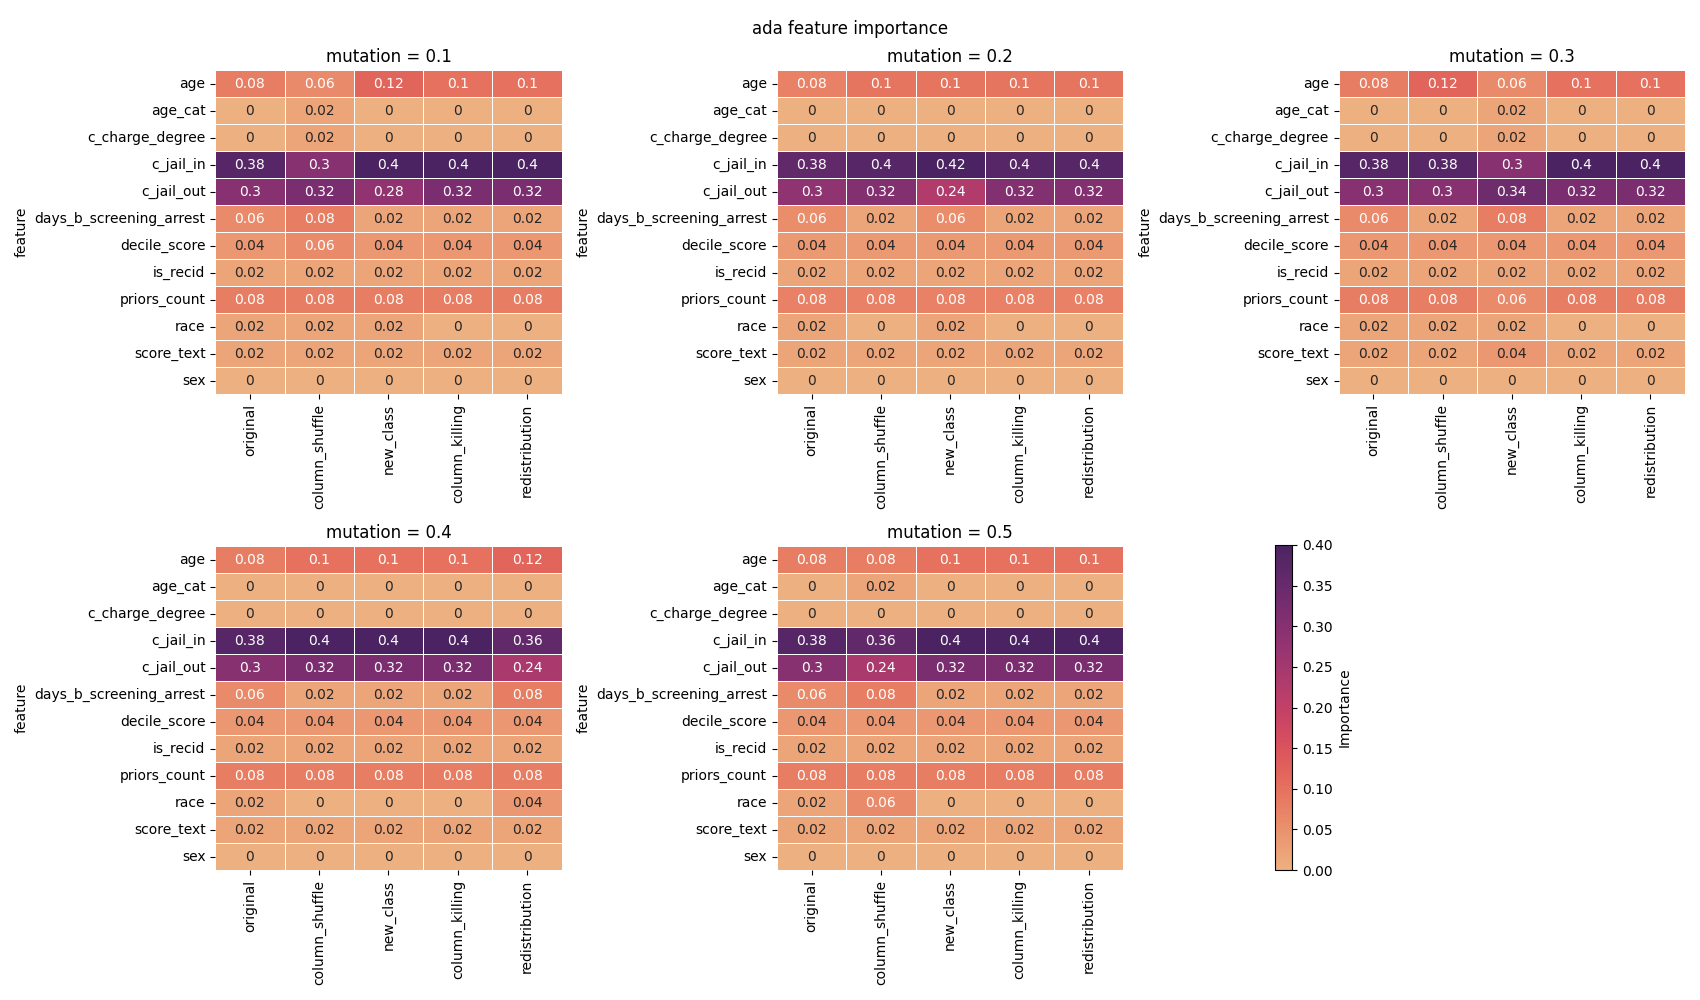 ada feature importance
mutation = 0.1
age 0.08 0.06 0.12 0.1 0.1
age_cat 0 0.02 0 0 0
c_charge_degree 0 0.02 0 0 0
c_jail_in 0.38 0.3 0.4 0.4 0.4
c_jail_out 0.3 0.32 0.28 0.32 0.32
days_b_screening_arrest 0.06 0.08 0.02 0.02 0.02
decile_score 0.04 0.06 0.04 0.04 0.04
is_recid 0.02 0.02 0.02 0.02 0.02
priors_count 0.08 0.08 0.08 0.08 0.08
race 0.02 0.02 0.02 0 0
score_text 0.02 0.02 0.02 0.02 0.02
sex 0 0 0 0 0
feature
original column_shuffle new_class column_killing redistribution
mutation = 0.2
age 0.08 0.1 0.1 0.1 0.1
age_cat 0 0 0 0 0
c_charge_degree 0 0 0 0 0
c_jail_in 0.38 0.4 0.42 0.4 0.4
c_jail_out 0.3 0.32 0.24 0.32 0.32
days_b_screening_arrest 0.06 0.02 0.06 0.02 0.02
decile_score 0.04 0.04 0.04 0.04 0.04
is_recid 0.02 0.02 0.02 0.02 0.02
priors_count 0.08 0.08 0.08 0.08 0.08
race 0.02 0 0.02 0 0
score_text 0.02 0.02 0.02 0.02 0.02
sex 0 0 0 0 0
feature
original column_shuffle new_class column_killing redistribution
mutation = 0.3
age 0.08 0.12 0.06 0.1 0.1
age_cat 0 0 0.02 0 0
c_charge_degree 0 0 0.02 0 0
c_jail_in 0.38 0.38 0.3 0.4 0.4
c_jail_out 0.3 0.3 0.34 0.32 0.32
days_b_screening_arrest 0.06 0.02 0.08 0.02 0.02
decile_score 0.04 0.04 0.04 0.04 0.04
is_recid 0.02 0.02 0.02 0.02 0.02
priors_count 0.08 0.08 0.06 0.08 0.08
race 0.02 0.02 0.02 0 0
score_text 0.02 0.02 0.04 0.02 0.02
sex 0 0 0 0 0
feature
original column_shuffle new_class column_killing redistribution
mutation = 0.4
age 0.08 0.1 0.1 0.1 0.12
age_cat 0 0 0 0 0
c_charge_degree 0 0 0 0 0
c_jail_in 0.38 0.4 0.4 0.4 0.36
c_jail_out 0.3 0.32 0.32 0.32 0.24
days_b_screening_arrest 0.06 0.02 0.02 0.02 0.08
decile_score 0.04 0.04 0.04 0.04 0.04
is_recid 0.02 0.02 0.02 0.02 0.02
priors_count 0.08 0.08 0.08 0.08 0.08
race 0.02 0 0 0 0.04
score_text 0.02 0.02 0.02 0.02 0.02
sex 0 0 0 0 0
feature
original column_shuffle new_class column_killing redistribution
mutation = 0.5
age 0.08 0.08 0.1 0.1 0.1
age_cat 0 0.02 0 0 0
c_charge_degree 0 0 0 0 0
c_jail_in 0.38 0.36 0.4 0.4 0.4
c_jail_out 0.3 0.24 0.32 0.32 0.32
days_b_screening_arrest 0.06 0.08 0.02 0.02 0.02
decile_score 0.04 0.04 0.04 0.04 0.04
is_recid 0.02 0.02 0.02 0.02 0.02
priors_count 0.08 0.08 0.08 0.08 0.08
race 0.02 0.06 0 0 0
score_text 0.02 0.02 0.02 0.02 0.02
sex 0 0 0 0 0
feature
original column_shuffle new_class column_killing redistribution
0.40
0.35
0.30
0.25
0.20
0.15
0.10
0.05
0.00
Importance